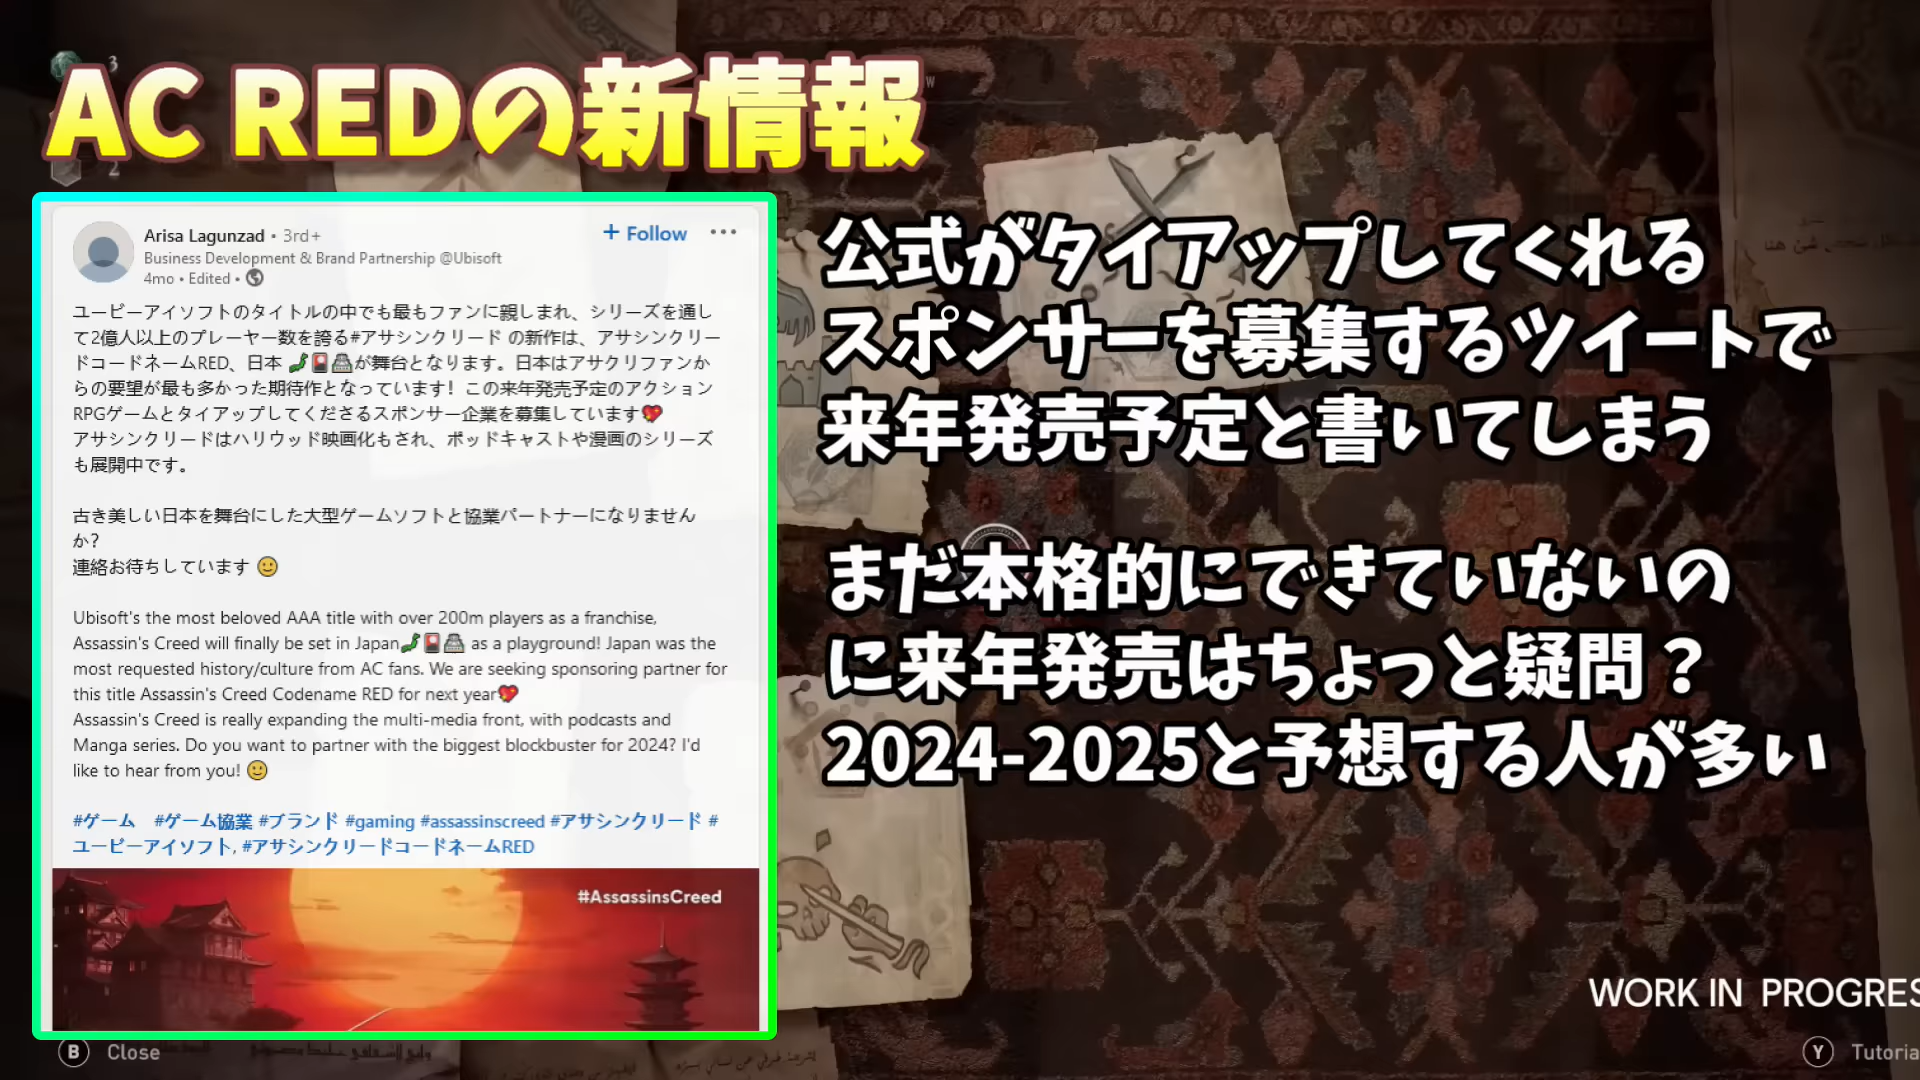 3
AC REDの新情報
2
Arisa Lagunzad • 3rd+
+ Follow
Business Development & Brand Partnership @Ubisoft
4mo • Edited •
ユービーアイソフトのタイトルの中でも最もファンに親しまれ、シリーズを通し
て2億人以上のプレーヤー数を誇る#アサシンクリード の新作は、アサシンクリー
ドコードネームRED、日本 🗾🎴🏯が舞台となります。日本はアサクリファンか
らの要望が最も多かった期待作となっています！この来年発売予定のアクション
RPGゲームとタイアップしてくださるスポンサー企業を募集しています💖
アサシンクリードはハリウッド映画化もされ、ポッドキャストや漫画のシリーズ
も展開中です。
古き美しい日本を舞台にした大型ゲームソフトと協業パートナーになりません
か？
連絡お待ちしています 🙂
Ubisoft's the most beloved AAA title with over 200m players as a franchise,
Assassin's Creed will finally be set in Japan🗾🎴🏯 as a playground! Japan was the
most requested history/culture from AC fans. We are seeking sponsoring partner for
this title Assassin's Creed Codename RED for next year💖
Assassin's Creed is really expanding the multi-media front, with podcasts and
Manga series. Do you want to partner with the biggest blockbuster for 2024? I'd
like to hear from you! 🙂
#ゲーム　#ゲーム協業 #ブランド #gaming #assassinscreed #アサシンクリード #
ユービーアイソフト, #アサシンクリードコードネームRED
#AssassinsCreed
公式がタイアップしてくれる
スポンサーを募集するツイートで
来年発売予定と書いてしまう
まだ本格的にできていないの
に来年発売はちょっと疑問？
2024-2025と予想する人が多い
WORK IN PROGRES
B Close
Y Tutoria